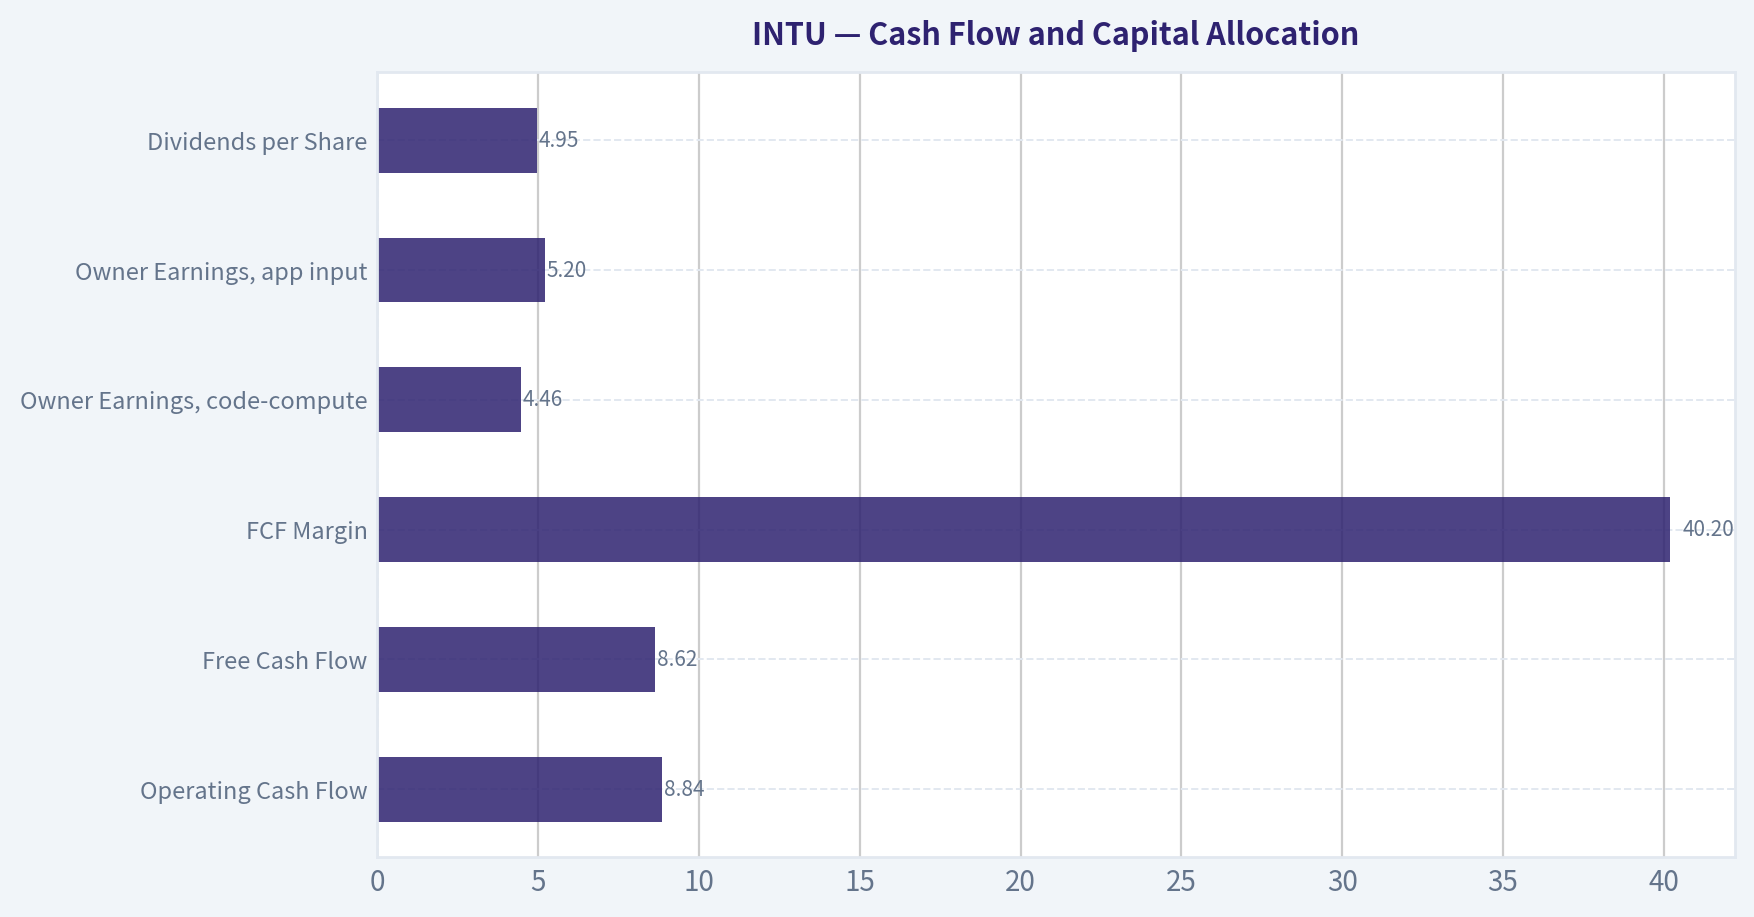 INTU — Cash Flow and Capital Allocation
Dividends per Share
4.95
Owner Earnings, app input
5.20
Owner Earnings, code-compute
4.46
FCF Margin
40.20
Free Cash Flow
8.62
Operating Cash Flow
8.84
0 5 10 15 20 25 30 35 40